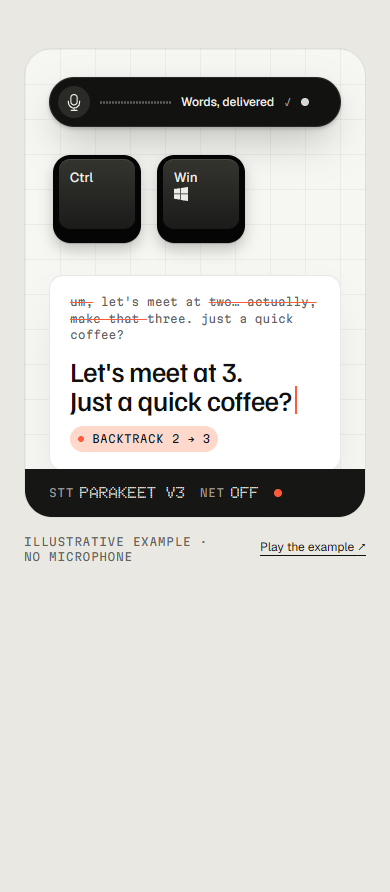 Words, delivered ✓
Ctrl
Win
um, let's meet at two… actually,
make that three. just a quick
coffee?
Let's meet at 3.
Just a quick coffee?
BACKTRACK 2 → 3
STT PARAKEET V3 NET OFF
ILLUSTRATIVE EXAMPLE ·
NO MICROPHONE
Play the example ↗